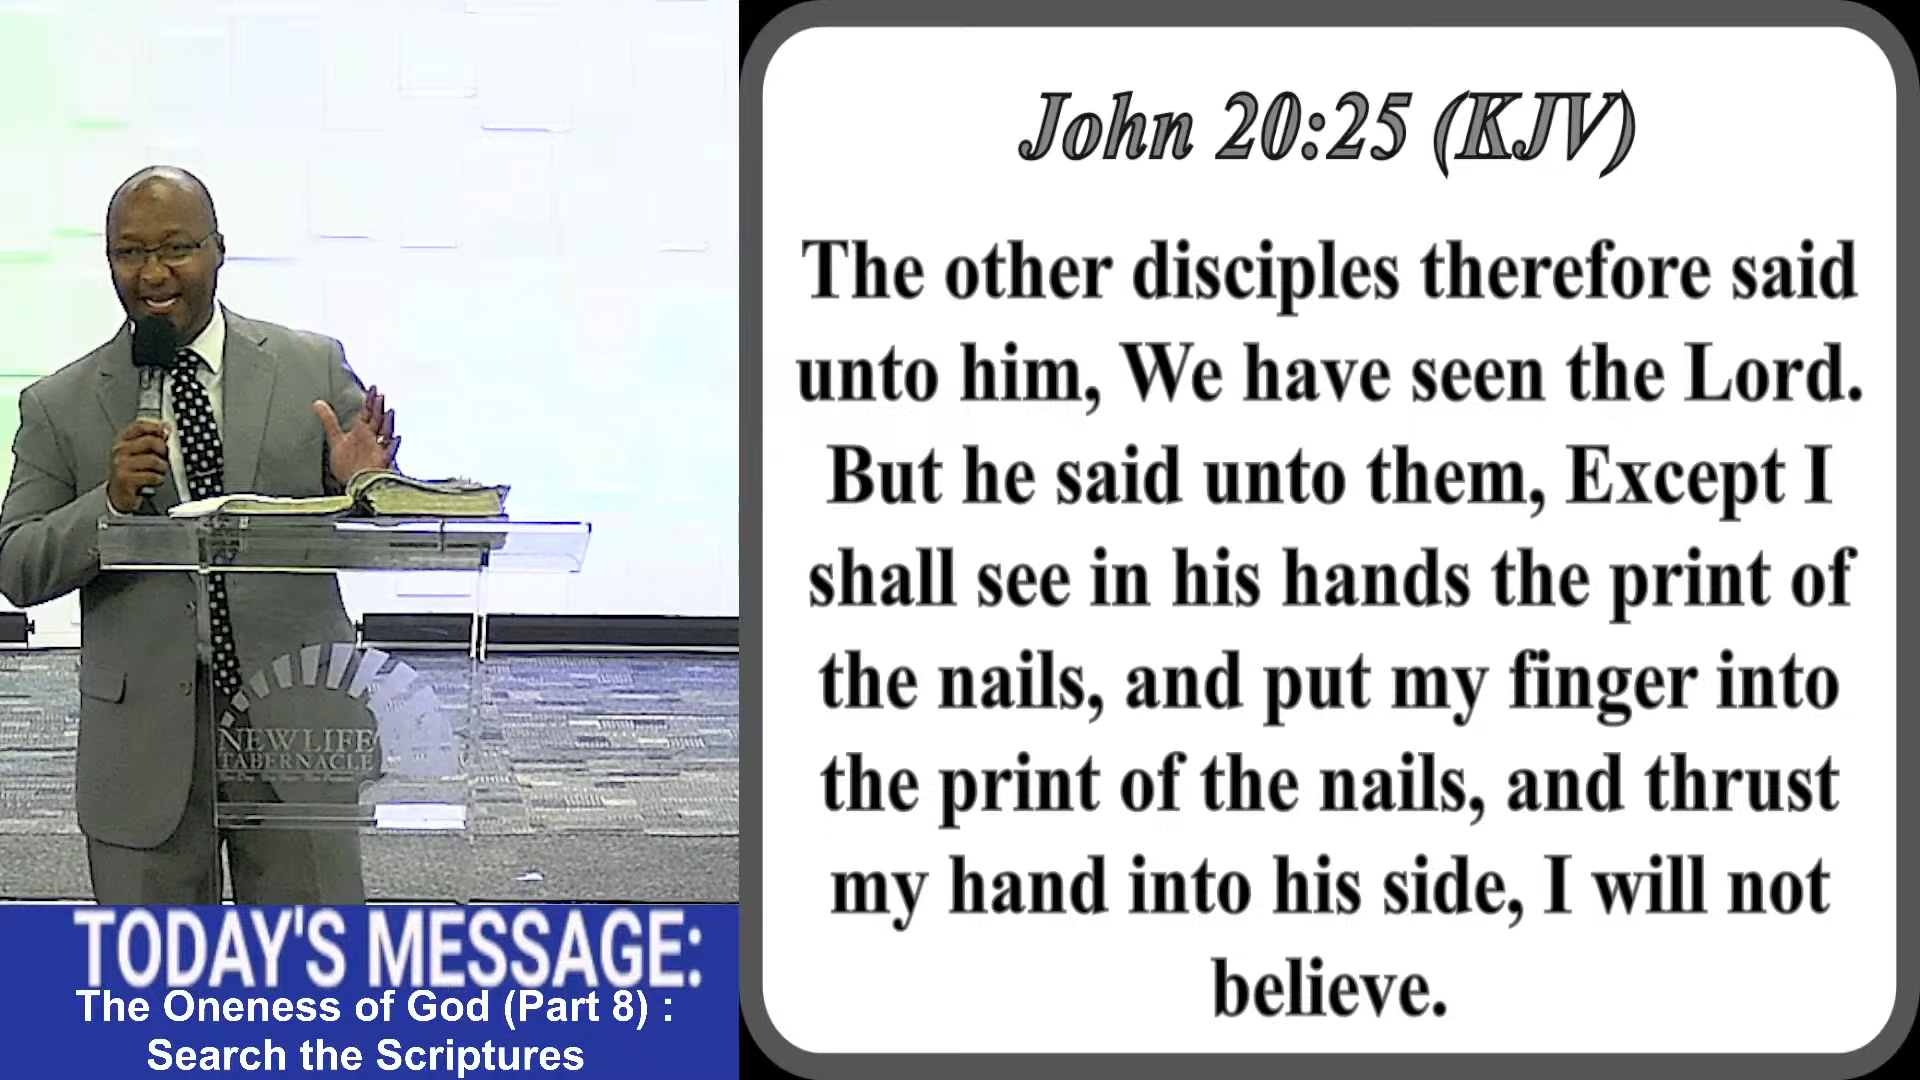 John 20:25 (KJV)
The other disciples therefore said
unto him, We have seen the Lord.
But he said unto them, Except I
shall see in his hands the print of
the nails, and put my finger into
the print of the nails, and thrust
my hand into his side, I will not
believe.
NEW LIFE
TABERNACLE
TODAY'S MESSAGE:
The Oneness of God (Part 8) :
Search the Scriptures